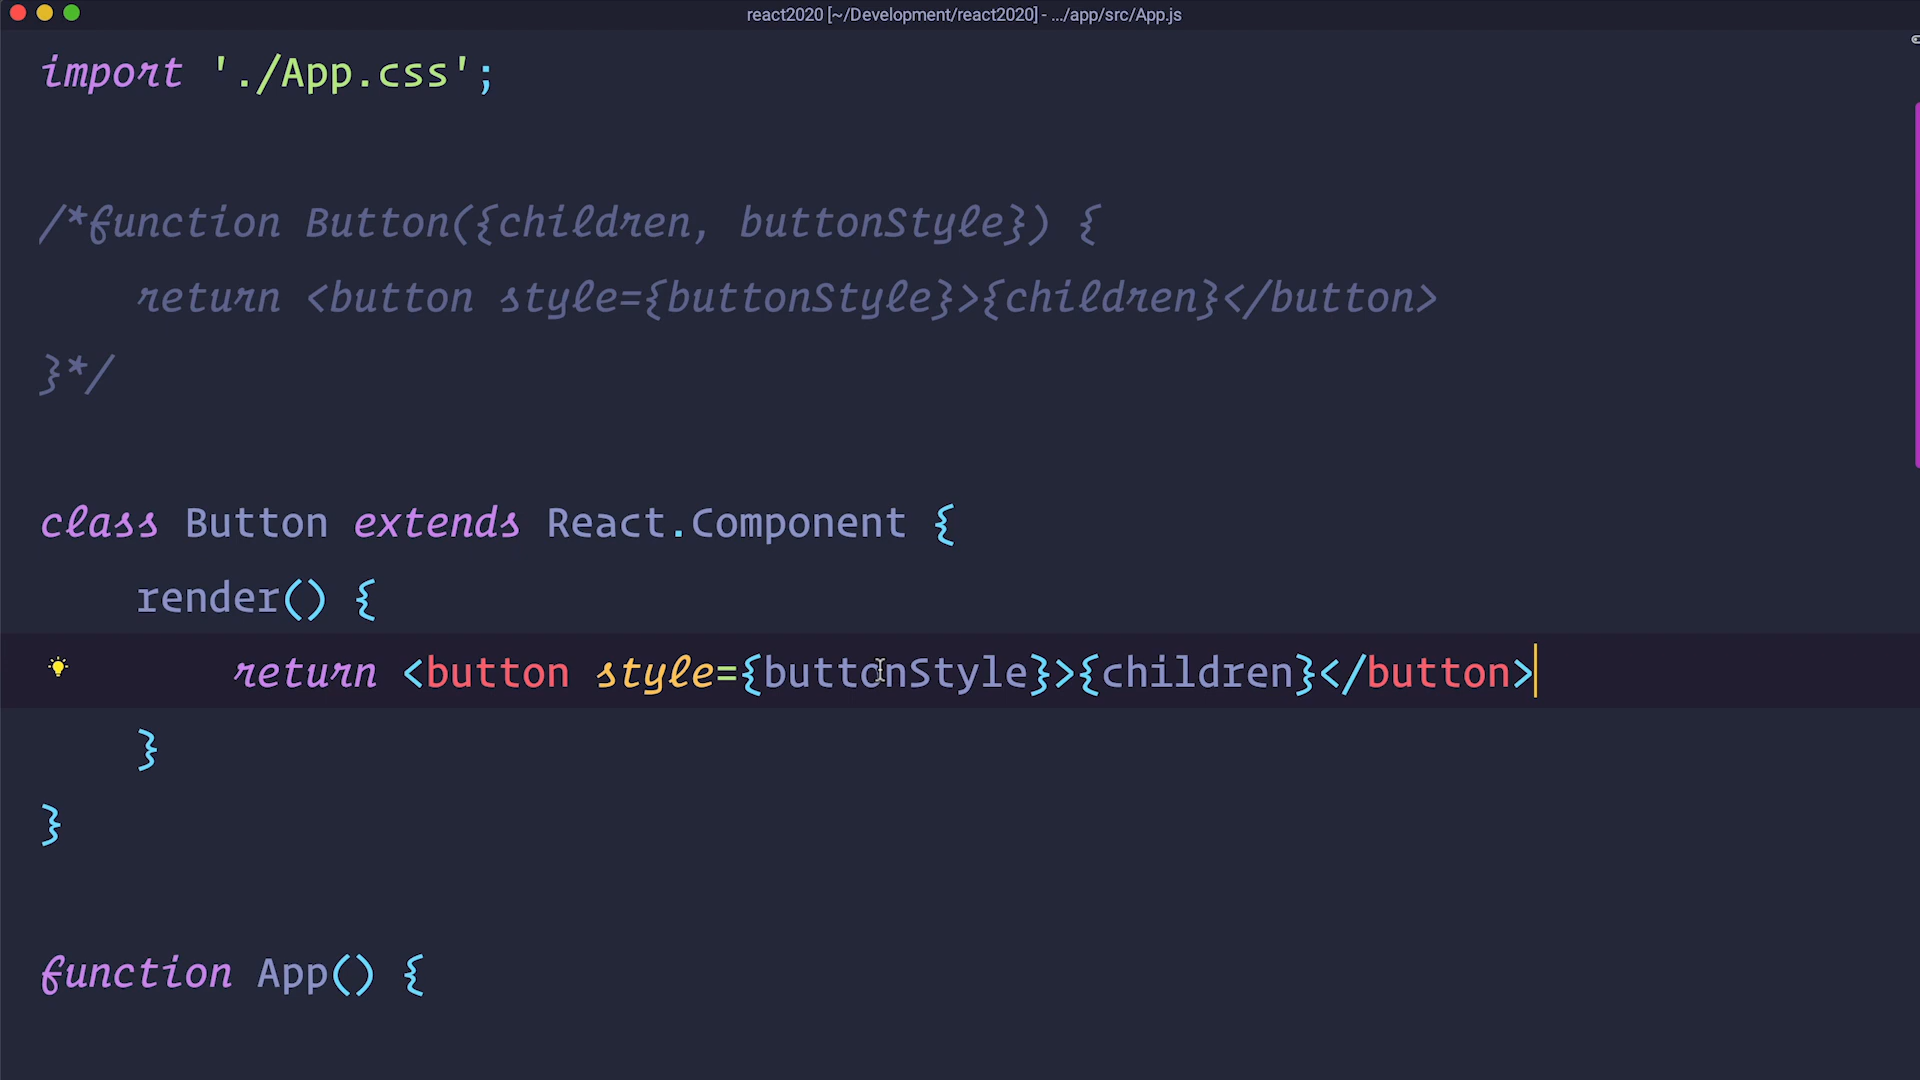 react2020 [~/Development/react2020] - .../app/src/App.js
import './App.css';
/*function Button({children, buttonStyle}) {
    return <button style={buttonStyle}>{children}</button>
}*/
class Button extends React.Component {
    render() {
        return <button style={buttonStyle}>{children}</button>
    }
}
function App() {